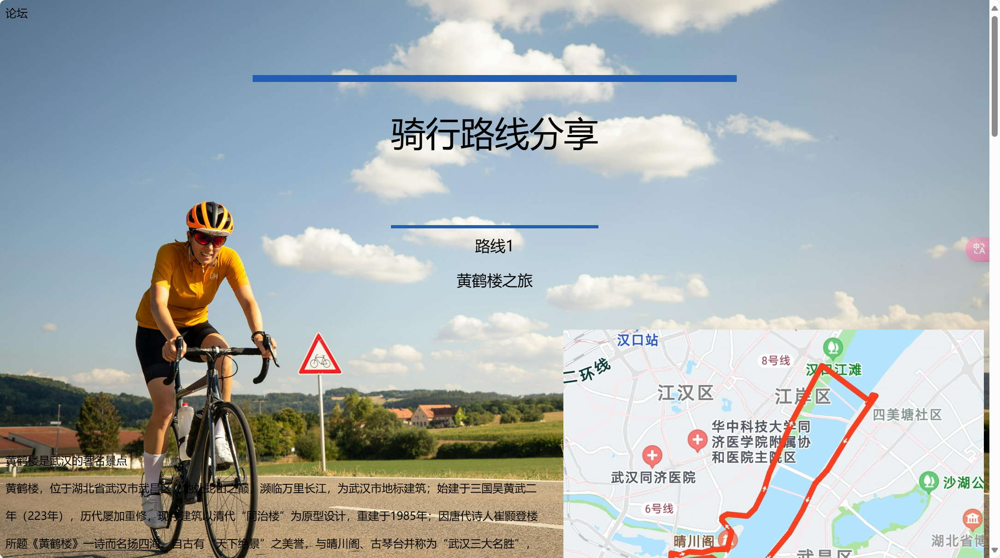 论坛
骑行路线分享
路线1
黄鹤楼之旅
黄鹤楼是武汉的著名景点
黄鹤楼，位于湖北省武汉市武昌区，地处蛇山之巅，濒临万里长江，为武汉市地标建筑；始建于三国吴黄武二
年（223年），历代屡加重修，现存建筑以清代“同治楼”为原型设计，重建于1985年；因唐代诗人崔颢登楼
所题《黄鹤楼》一诗而名扬四海。自古有“天下绝景”之美誉，与晴川阁、古琴台并称为“武汉三大名胜”，
汉口站
8号线
二环线
汉口江滩
江汉区
江岸区
四美塘社区
华中科技大学同
济医学院附属协
和医院主院区
武汉同济医院
沙湖公
6号线
晴川阁
湖北省博
武昌区
中A